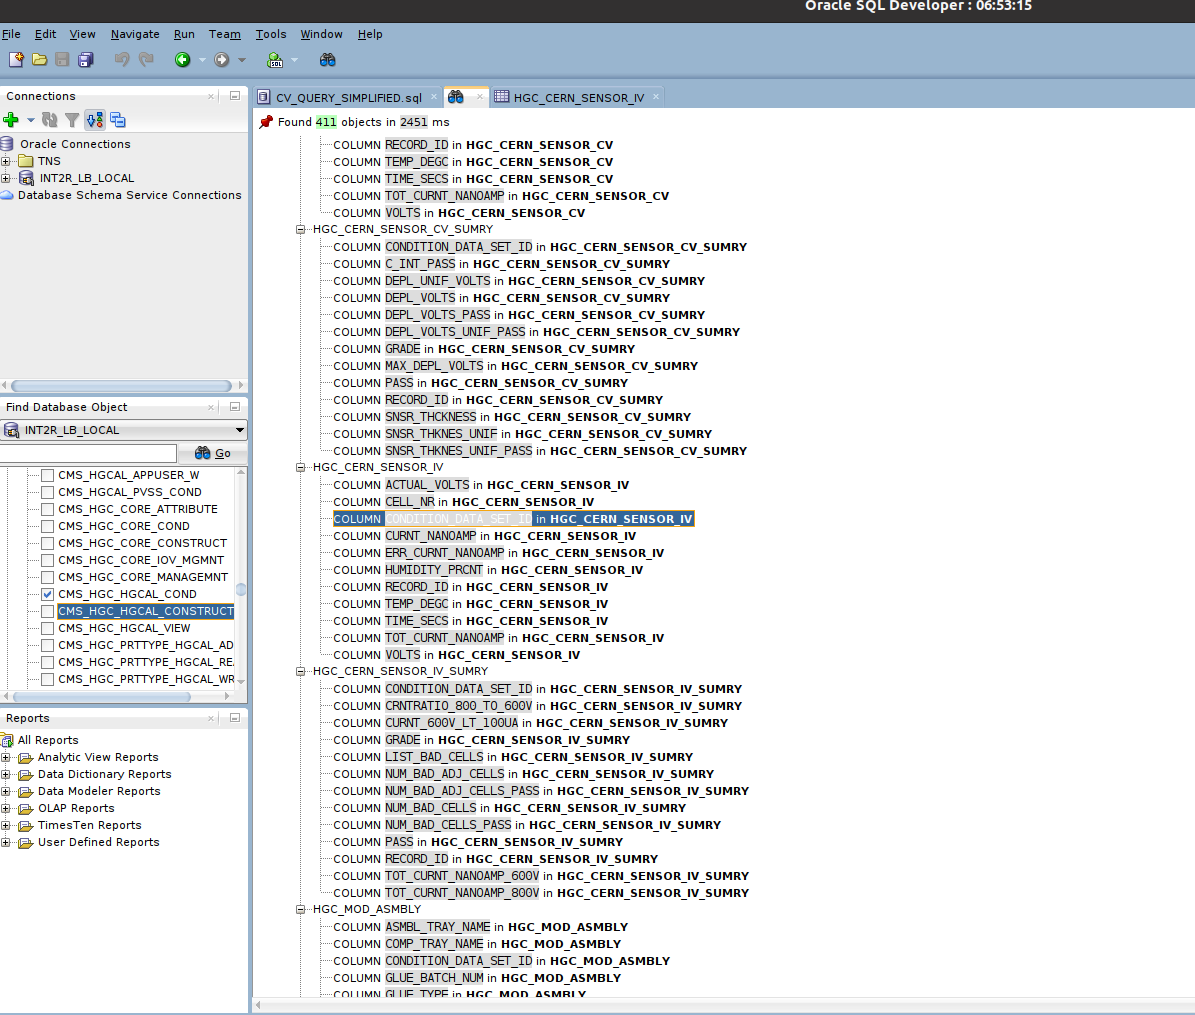 Oracle SQL Developer : 06:53:15
File Edit View Navigate Run Team Tools Window Help
Connections
Oracle Connections
TNS
INT2R_LB_LOCAL
Database Schema Service Connections
Find Database Object
INT2R_LB_LOCAL
Go
CMS_HGCAL_APPUSER_W
CMS_HGCAL_PVSS_COND
CMS_HGC_CORE_ATTRIBUTE
CMS_HGC_CORE_COND
CMS_HGC_CORE_CONSTRUCT
CMS_HGC_CORE_IOV_MGMNT
CMS_HGC_CORE_MANAGEMNT
CMS_HGC_HGCAL_COND
CMS_HGC_HGCAL_CONSTRUCT
CMS_HGC_HGCAL_VIEW
CMS_HGC_PRTTYPE_HGCAL_AD
CMS_HGC_PRTTYPE_HGCAL_RE
CMS_HGC_PRTTYPE_HGCAL_WR
Reports
All Reports
Analytic View Reports
Data Dictionary Reports
Data Modeler Reports
OLAP Reports
TimesTen Reports
User Defined Reports
CV_QUERY_SIMPLIFIED.sql HGC_CERN_SENSOR_IV
Found 411 objects in 2451 ms
COLUMN RECORD_ID in HGC_CERN_SENSOR_CV
COLUMN TEMP_DEGC in HGC_CERN_SENSOR_CV
COLUMN TIME_SECS in HGC_CERN_SENSOR_CV
COLUMN TOT_CURNT_NANOAMP in HGC_CERN_SENSOR_CV
COLUMN VOLTS in HGC_CERN_SENSOR_CV
HGC_CERN_SENSOR_CV_SUMRY
COLUMN CONDITION_DATA_SET_ID in HGC_CERN_SENSOR_CV_SUMRY
COLUMN C_INT_PASS in HGC_CERN_SENSOR_CV_SUMRY
COLUMN DEPL_UNIF_VOLTS in HGC_CERN_SENSOR_CV_SUMRY
COLUMN DEPL_VOLTS in HGC_CERN_SENSOR_CV_SUMRY
COLUMN DEPL_VOLTS_PASS in HGC_CERN_SENSOR_CV_SUMRY
COLUMN DEPL_VOLTS_UNIF_PASS in HGC_CERN_SENSOR_CV_SUMRY
COLUMN GRADE in HGC_CERN_SENSOR_CV_SUMRY
COLUMN MAX_DEPL_VOLTS in HGC_CERN_SENSOR_CV_SUMRY
COLUMN PASS in HGC_CERN_SENSOR_CV_SUMRY
COLUMN RECORD_ID in HGC_CERN_SENSOR_CV_SUMRY
COLUMN SNSR_THCKNESS in HGC_CERN_SENSOR_CV_SUMRY
COLUMN SNSR_THKNES_UNIF in HGC_CERN_SENSOR_CV_SUMRY
COLUMN SNSR_THKNES_UNIF_PASS in HGC_CERN_SENSOR_CV_SUMRY
HGC_CERN_SENSOR_IV
COLUMN ACTUAL_VOLTS in HGC_CERN_SENSOR_IV
COLUMN CELL_NR in HGC_CERN_SENSOR_IV
COLUMN CONDITION_DATA_SET_ID in HGC_CERN_SENSOR_IV
COLUMN CURNT_NANOAMP in HGC_CERN_SENSOR_IV
COLUMN ERR_CURNT_NANOAMP in HGC_CERN_SENSOR_IV
COLUMN HUMIDITY_PRCNT in HGC_CERN_SENSOR_IV
COLUMN RECORD_ID in HGC_CERN_SENSOR_IV
COLUMN TEMP_DEGC in HGC_CERN_SENSOR_IV
COLUMN TIME_SECS in HGC_CERN_SENSOR_IV
COLUMN TOT_CURNT_NANOAMP in HGC_CERN_SENSOR_IV
COLUMN VOLTS in HGC_CERN_SENSOR_IV
HGC_CERN_SENSOR_IV_SUMRY
COLUMN CONDITION_DATA_SET_ID in HGC_CERN_SENSOR_IV_SUMRY
COLUMN CRNTRATIO_800_TO_600V in HGC_CERN_SENSOR_IV_SUMRY
COLUMN CURNT_600V_LT_100UA in HGC_CERN_SENSOR_IV_SUMRY
COLUMN GRADE in HGC_CERN_SENSOR_IV_SUMRY
COLUMN LIST_BAD_CELLS in HGC_CERN_SENSOR_IV_SUMRY
COLUMN NUM_BAD_ADJ_CELLS in HGC_CERN_SENSOR_IV_SUMRY
COLUMN NUM_BAD_ADJ_CELLS_PASS in HGC_CERN_SENSOR_IV_SUMRY
COLUMN NUM_BAD_CELLS in HGC_CERN_SENSOR_IV_SUMRY
COLUMN NUM_BAD_CELLS_PASS in HGC_CERN_SENSOR_IV_SUMRY
COLUMN PASS in HGC_CERN_SENSOR_IV_SUMRY
COLUMN RECORD_ID in HGC_CERN_SENSOR_IV_SUMRY
COLUMN TOT_CURNT_NANOAMP_600V in HGC_CERN_SENSOR_IV_SUMRY
COLUMN TOT_CURNT_NANOAMP_800V in HGC_CERN_SENSOR_IV_SUMRY
HGC_MOD_ASMBLY
COLUMN ASMBL_TRAY_NAME in HGC_MOD_ASMBLY
COLUMN COMP_TRAY_NAME in HGC_MOD_ASMBLY
COLUMN CONDITION_DATA_SET_ID in HGC_MOD_ASMBLY
COLUMN GLUE_BATCH_NUM in HGC_MOD_ASMBLY
COLUMN GLUE_TYPE in HGC_MOD_ASMBLY